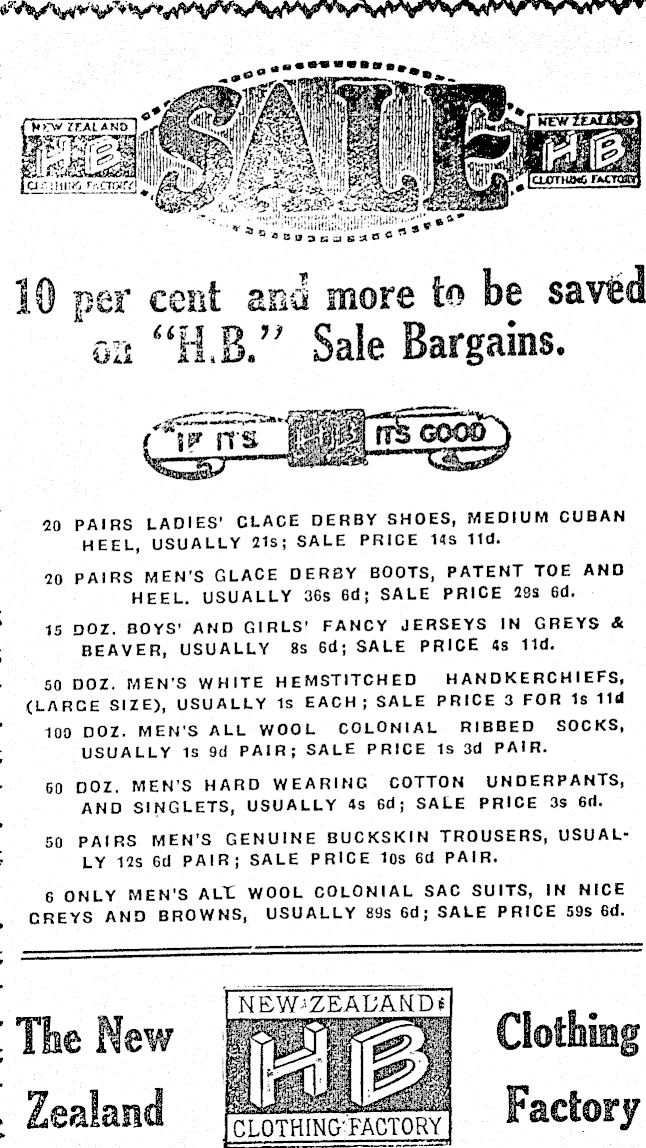 SALE
NEW ZEALAND
HB
CLOTHING FACTORY
NEW ZEALAND
HB
CLOTHING FACTORY
10 per cent and more to be saved
on "H.B." Sale Bargains.
IF IT'S HB ITS GOOD
20 PAIRS LADIES' GLACE DERBY SHOES, MEDIUM CUBAN
HEEL, USUALLY 21s; SALE PRICE 14s 11d.
20 PAIRS MEN'S GLACE DERBY BOOTS, PATENT TOE AND
HEEL. USUALLY 36s 6d; SALE PRICE 29s 6d.
15 DOZ. BOYS' AND GIRLS' FANCY JERSEYS IN GREYS &
BEAVER, USUALLY 8s 6d; SALE PRICE 4s 11d.
50 DOZ. MEN'S WHITE HEMSTITCHED HANDKERCHIEFS,
(LARGE SIZE), USUALLY 1s EACH; SALE PRICE 3 FOR 1s 11d
100 DOZ. MEN'S ALL WOOL COLONIAL RIBBED SOCKS,
USUALLY 1s 9d PAIR; SALE PRICE 1s 3d PAIR.
60 DOZ. MEN'S HARD WEARING COTTON UNDERPANTS,
AND SINGLETS, USUALLY 4s 6d; SALE PRICE 3s 6d.
50 PAIRS MEN'S GENUINE BUCKSKIN TROUSERS, USUAL-
LY 12s 6d PAIR; SALE PRICE 10s 6d PAIR.
6 ONLY MEN'S ALL WOOL COLONIAL SAC SUITS, IN NICE
GREYS AND BROWNS, USUALLY 89s 6d; SALE PRICE 59s 6d.
The New
Zealand
NEW ZEALAND
HB
CLOTHING FACTORY
Clothing
Factory